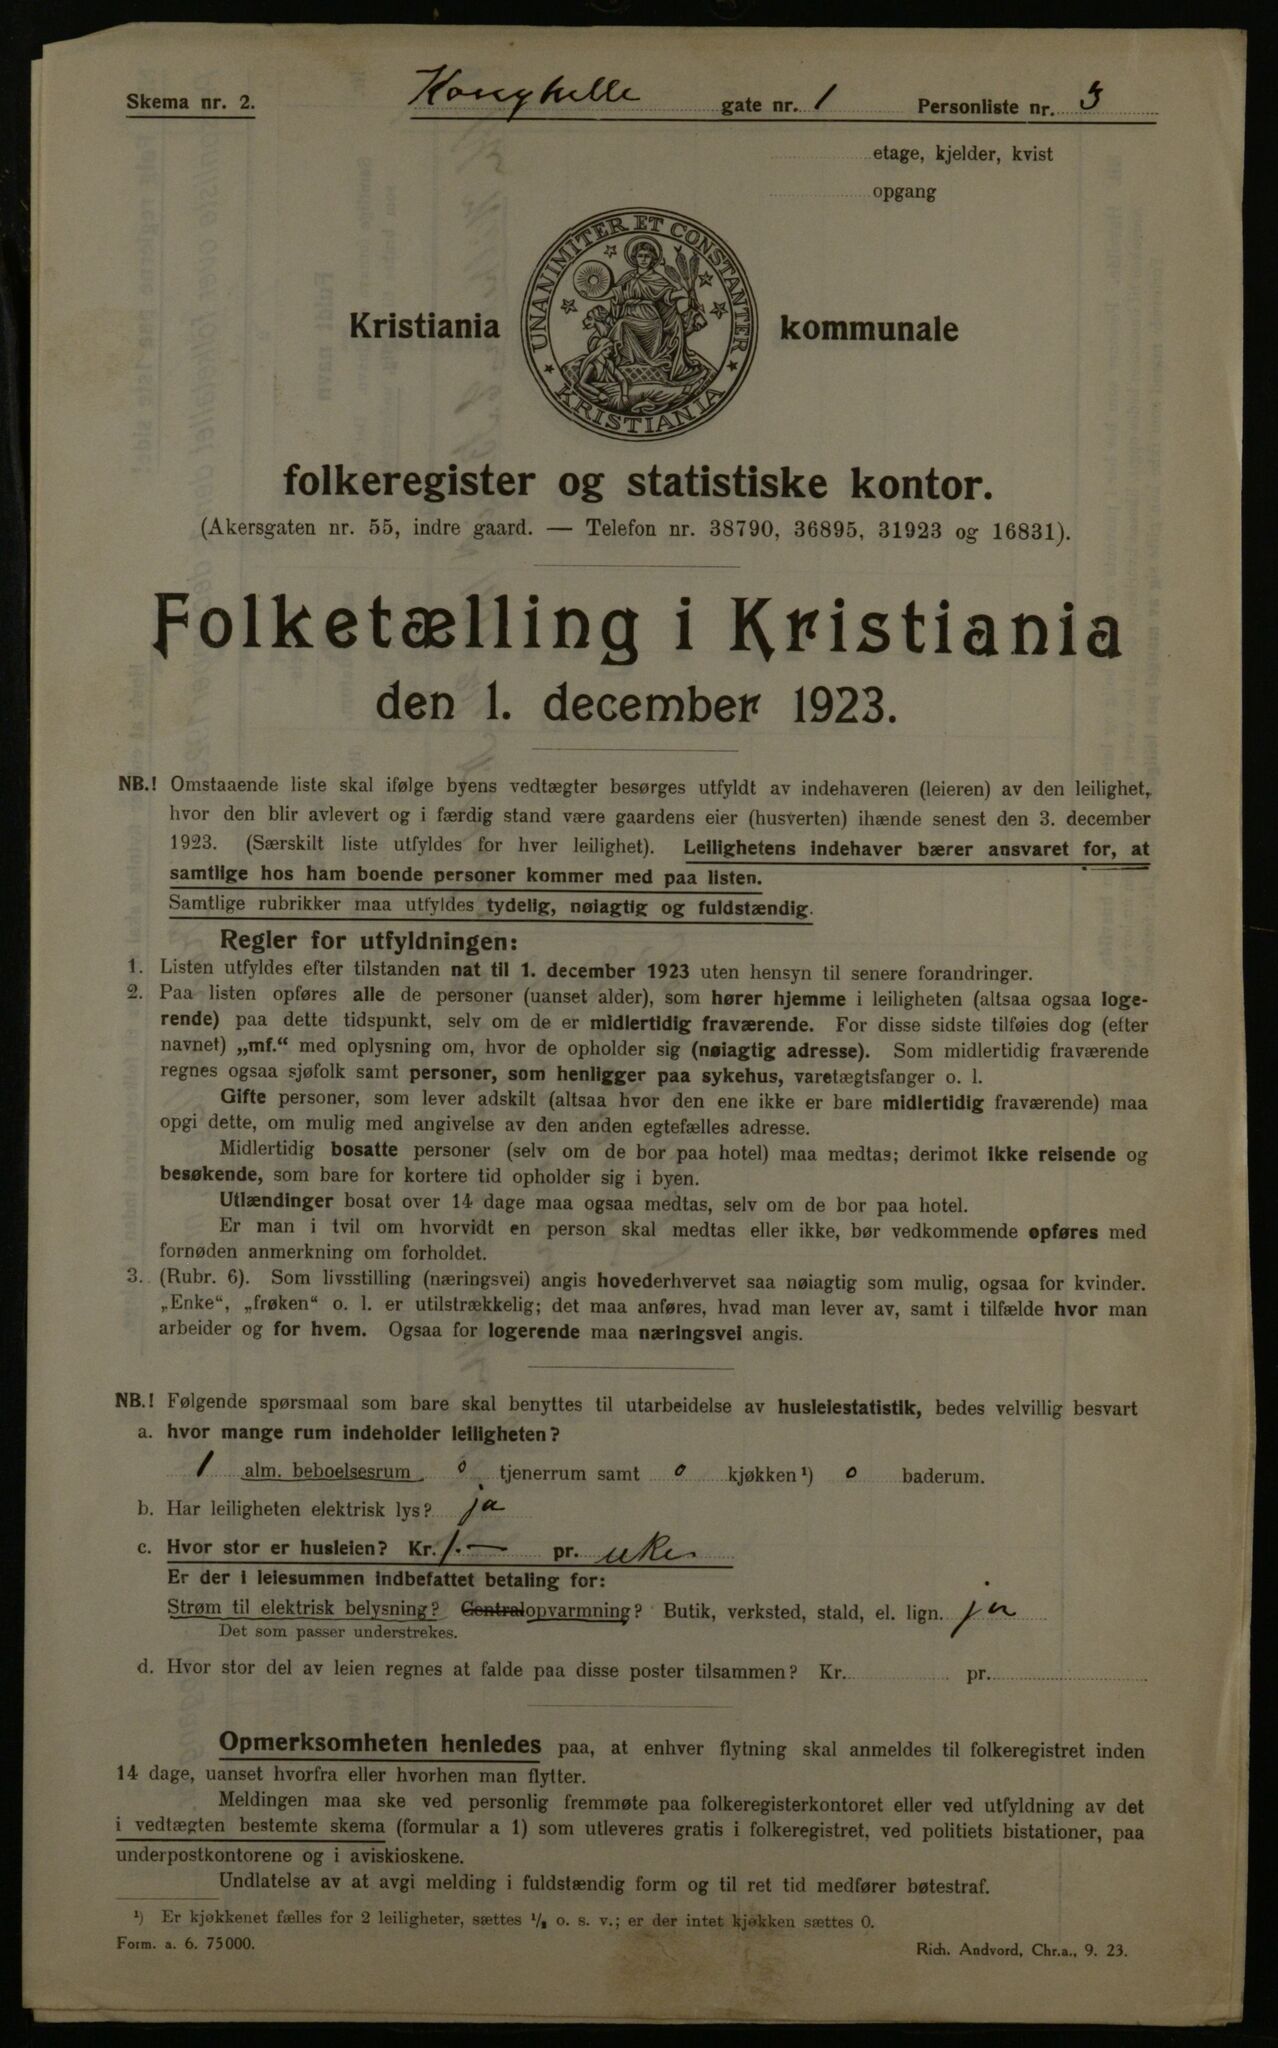 Skema nr. 2. Konghelle gate nr. 1 Personliste nr. 3
etage, kjelder, kvist
opgang
UNANIMITER ET CONSTANTER
KRISTIANIA
Kristiania kommunale
folkeregister og statistiske kontor.
(Akersgaten nr. 55, indre gaard. — Telefon nr. 38790, 36895, 31923 og 16831).
Folketælling i Kristiania
den 1. december 1923.
NB.! Omstaaende liste skal ifølge byens vedtægter besørges utfyldt av indehaveren (leieren) av den leilighet,
hvor den blir avlevert og i færdig stand være gaardens eier (husverten) ihænde senest den 3. december
1923. (Særskilt liste utfyldes for hver leilighet). Leilighetens indehaver bærer ansvaret for, at
samtlige hos ham boende personer kommer med paa listen.
Samtlige rubrikker maa utfyldes tydelig, nøiagtig og fuldstændig.
Regler for utfyldningen:
1. Listen utfyldes efter tilstanden nat til 1. december 1923 uten hensyn til senere forandringer.
2. Paa listen opføres alle de personer (uanset alder), som hører hjemme i leiligheten (altsaa ogsaa loge-
rende) paa dette tidspunkt, selv om de er midlertidig fraværende. For disse sidste tilføies dog (efter
navnet) „mf.“ med oplysning om, hvor de opholder sig (nøiagtig adresse). Som midlertidig fraværende
regnes ogsaa sjøfolk samt personer, som henligger paa sykehus, varetægtsfanger o. l.
Gifte personer, som lever adskilt (altsaa hvor den ene ikke er bare midlertidig fraværende) maa
opgi dette, om mulig med angivelse av den anden egtefælles adresse.
Midlertidig bosatte personer (selv om de bor paa hotel) maa medtas; derimot ikke reisende og
besøkende, som bare for kortere tid opholder sig i byen.
Utlændinger bosat over 14 dage maa ogsaa medtas, selv om de bor paa hotel.
Er man i tvil om hvorvidt en person skal medtas eller ikke, bør vedkommende opføres med
fornøden anmerkning om forholdet.
3. (Rubr. 6). Som livsstilling (næringsvei) angis hovederhvervet saa nøiagtig som mulig, ogsaa for kvinder.
„Enke“, „frøken“ o. l. er utilstrækkelig; det maa anføres, hvad man lever av, samt i tilfælde hvor man
arbeider og for hvem. Ogsaa for logerende maa næringsvei angis.
NB.! Følgende spørsmaal som bare skal benyttes til utarbeidelse av husleiestatistik, bedes velvillig besvart
a. hvor mange rum indeholder leiligheten?
1 alm. beboelsesrum 0 tjenerrum samt 0 kjøkken¹) 0 baderum.
b. Har leiligheten elektrisk lys? ja
c. Hvor stor er husleien? Kr. 1.— pr. uke
Er der i leiesummen indbefattet betaling for:
Strøm til elektrisk belysning? Centralopvarmning? Butik, verksted, stald, el. lign. ja
Det som passer understrekes.
d. Hvor stor del av leien regnes at falde paa disse poster tilsammen? Kr. pr.
Opmerksomheten henledes paa, at enhver flytning skal anmeldes til folkeregistret inden
14 dage, uanset hvorfra eller hvorhen man flytter.
Meldingen maa ske ved personlig fremmøte paa folkeregisterkontoret eller ved utfyldning av det
i vedtægten bestemte skema (formular a 1) som utleveres gratis i folkeregistret, ved politiets bistationer, paa
underpostkontorene og i aviskioskene.
Undlatelse av at avgi melding i fuldstændig form og til ret tid medfører bøtestraf.
¹) Er kjøkkenet fælles for 2 leiligheter, sættes ½ o. s. v.; er der intet kjøkken sættes 0.
Form. a. 6. 75000. Rich. Andvord, Chr.a., 9. 23.